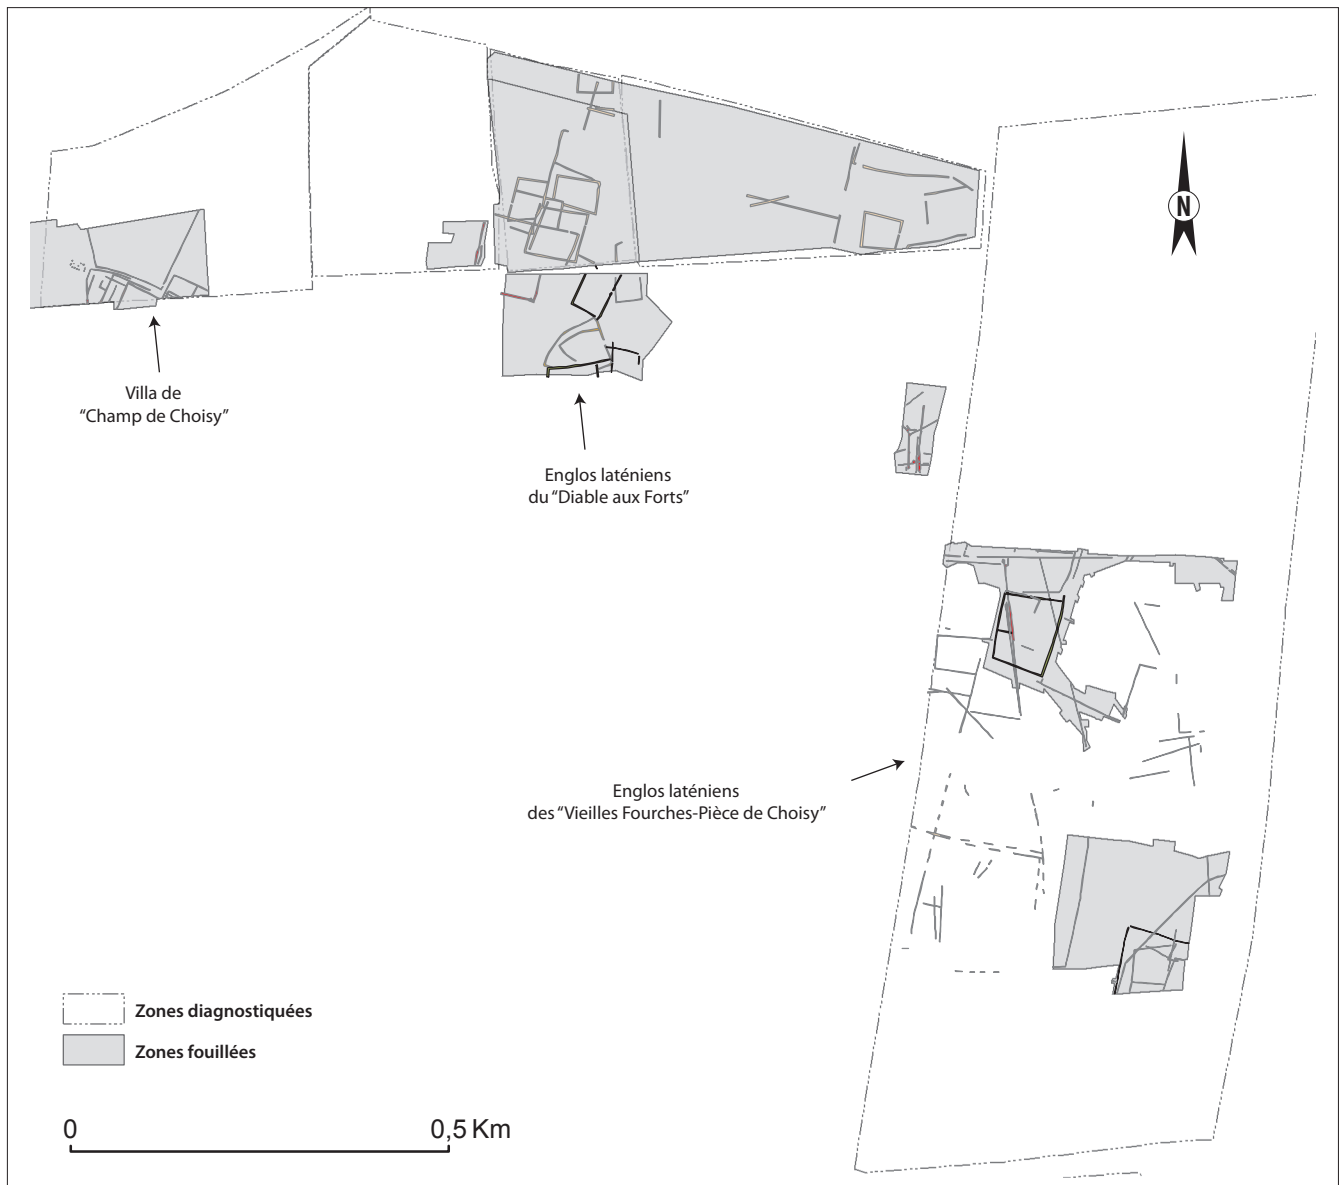 N
Villa de
“Champ de Choisy”
Englos laténiens
du “Diable aux Forts”
Englos laténiens
des “Vieilles Fourches-Pièce de Choisy”
Zones diagnostiquées
Zones fouillées
0 0,5 Km